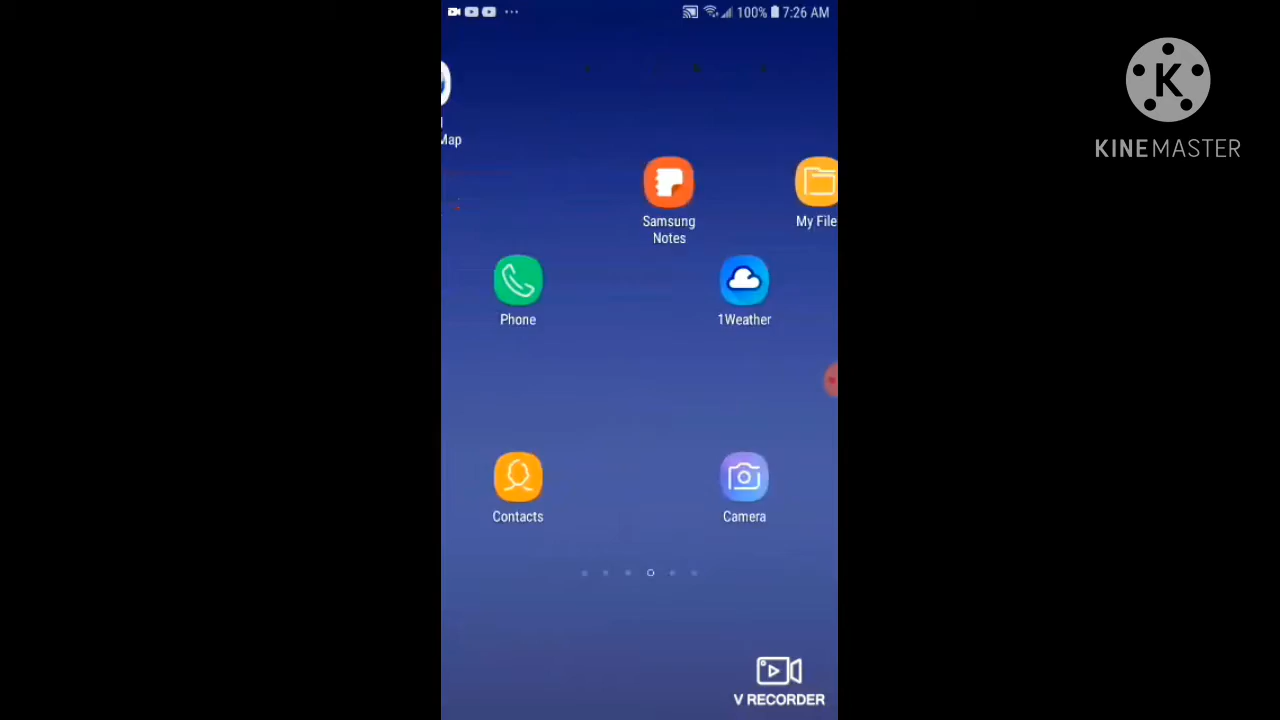 100% 7:26 AM
Map
Samsung
Notes
My File
Phone
1Weather
Contacts
Camera
V RECORDER
K
KINEMASTER